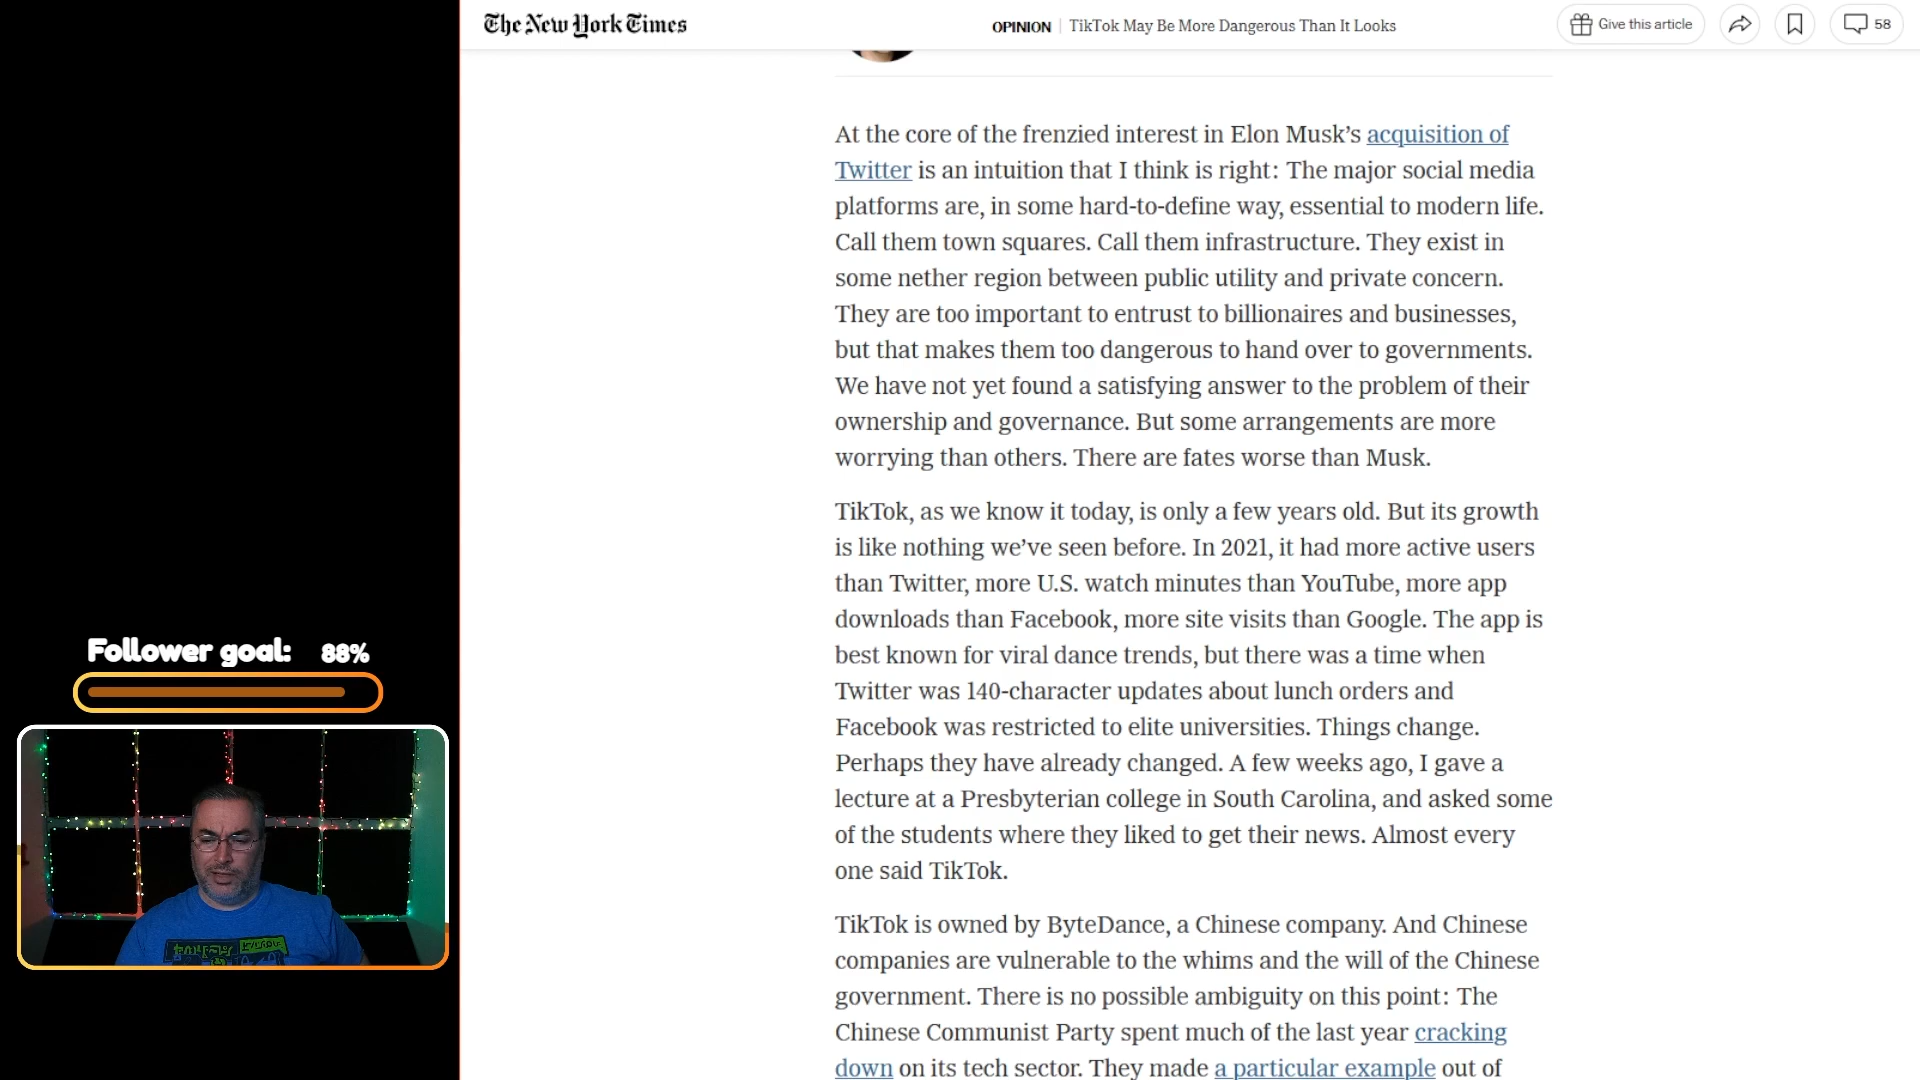 The New York Times
OPINION | TikTok May Be More Dangerous Than It Looks
Give this article
58
At the core of the frenzied interest in Elon Musk’s acquisition of
Twitter is an intuition that I think is right: The major social media
platforms are, in some hard-to-define way, essential to modern life.
Call them town squares. Call them infrastructure. They exist in
some nether region between public utility and private concern.
They are too important to entrust to billionaires and businesses,
but that makes them too dangerous to hand over to governments.
We have not yet found a satisfying answer to the problem of their
ownership and governance. But some arrangements are more
worrying than others. There are fates worse than Musk.
TikTok, as we know it today, is only a few years old. But its growth
is like nothing we’ve seen before. In 2021, it had more active users
than Twitter, more U.S. watch minutes than YouTube, more app
downloads than Facebook, more site visits than Google. The app is
best known for viral dance trends, but there was a time when
Twitter was 140-character updates about lunch orders and
Facebook was restricted to elite universities. Things change.
Perhaps they have already changed. A few weeks ago, I gave a
lecture at a Presbyterian college in South Carolina, and asked some
of the students where they liked to get their news. Almost every
one said TikTok.
TikTok is owned by ByteDance, a Chinese company. And Chinese
companies are vulnerable to the whims and the will of the Chinese
government. There is no possible ambiguity on this point: The
Chinese Communist Party spent much of the last year cracking
down on its tech sector. They made a particular example out of
Follower goal: 88%